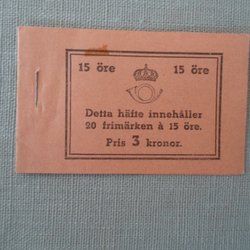 15 öre 15 öre
Detta häfte innehåller
20 frimärken à 15 öre.
Pris 3 kronor.